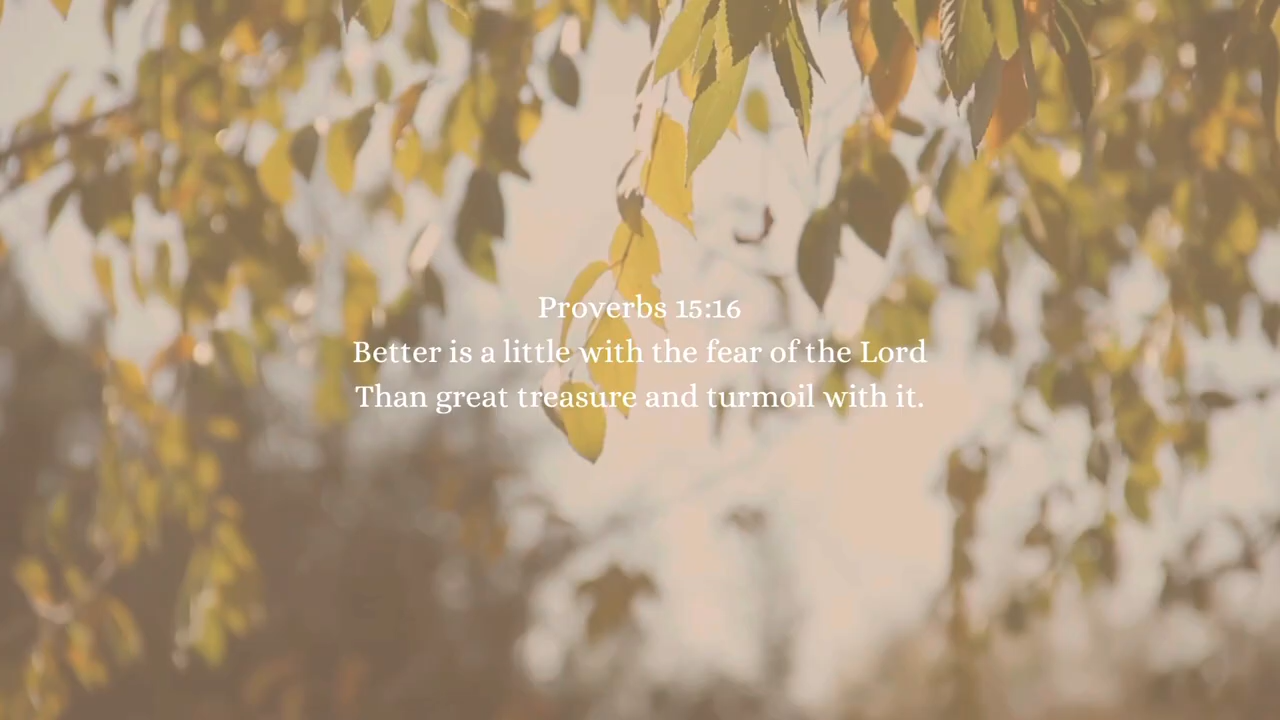 Proverbs 15:16
Better is a little with the fear of the Lord
Than great treasure and turmoil with it.